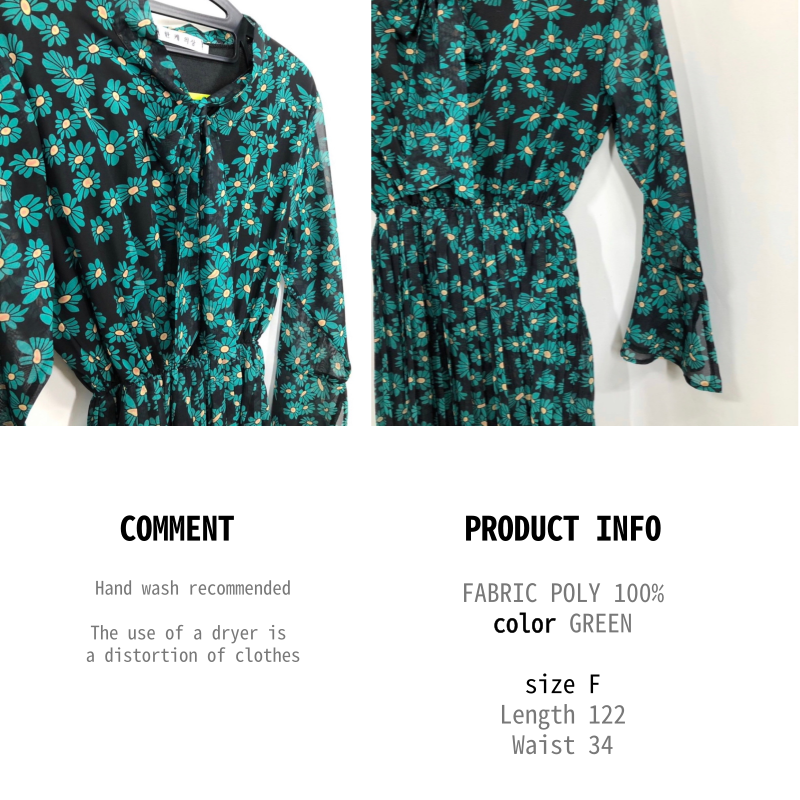 COMMENT
Hand wash recommended
The use of a dryer is
a distortion of clothes
PRODUCT INFO
FABRIC POLY 100%
color GREEN
size F
Length 122
Waist 34